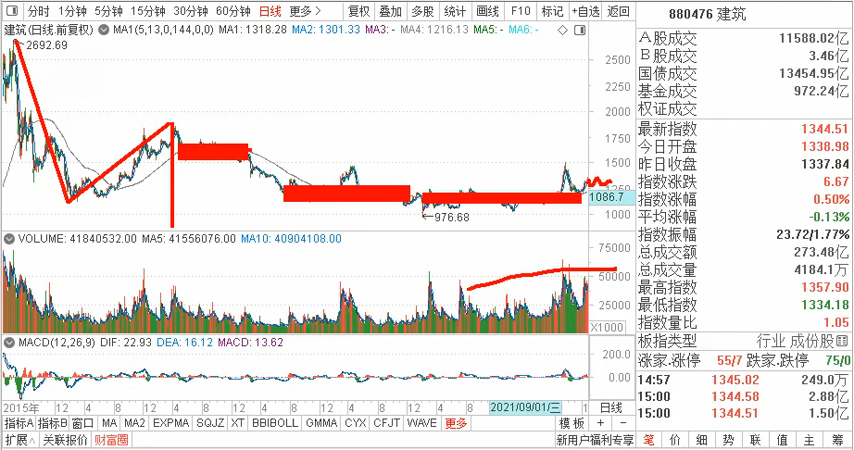 分时 1分钟 5分钟 15分钟 30分钟 60分钟 日线 更多 > 复权 叠加 多股 统计 画线 F10 标记 +自选 返回
880476 建筑
建筑(日线.前复权) MA1(5,13,0,144,0,0) MA1: 1318.28 MA2: 1301.33 MA3: - MA4: 1216.13 MA5: - MA6: -
2692.69
2500
2250
2000
1750
1500
1250
1086.7
1000
←976.68
VOLUME: 41840532.00 MA5: 41556076.00 MA10: 40904108.00
75000
50000
25000
X1000
MACD(12,26,9) DIF: 22.93 DEA: 16.12 MACD: 13.62
200.0
0.00
2015年 12 4 8 12 4 8 12 4 8 12 4 8 12 4 8 12 4 8 2021/09/01/三 1 日线
指标A 指标B 窗口 MA MA2 EXPMA SQJZ XT BBIBOLL GMMA CYX CFJT WAVE 更多 模板 + -
扩展∧ 关联报价 财富圈 新用户福利专享
A股成交 11588.02亿
B股成交 3.46亿
国债成交 13454.95亿
基金成交 972.24亿
权证成交
最新指数 1344.51
今日开盘 1338.98
昨日收盘 1337.84
指数涨跌 6.67
指数涨幅 0.50%
平均涨幅 -0.13%
指数振幅 23.72/1.77%
总成交额 273.48亿
总成交量 4184.1万
最高指数 1357.90
最低指数 1334.18
指数量比 1.05
板指类型 行业 成份股
涨家.涨停 55/7 跌家.跌停 75/0
14:57 1345.02 249.0万
15:00 1344.58 2.88亿
15:00 1344.51 1.50亿
笔 价 细 势 联 值 主 筹